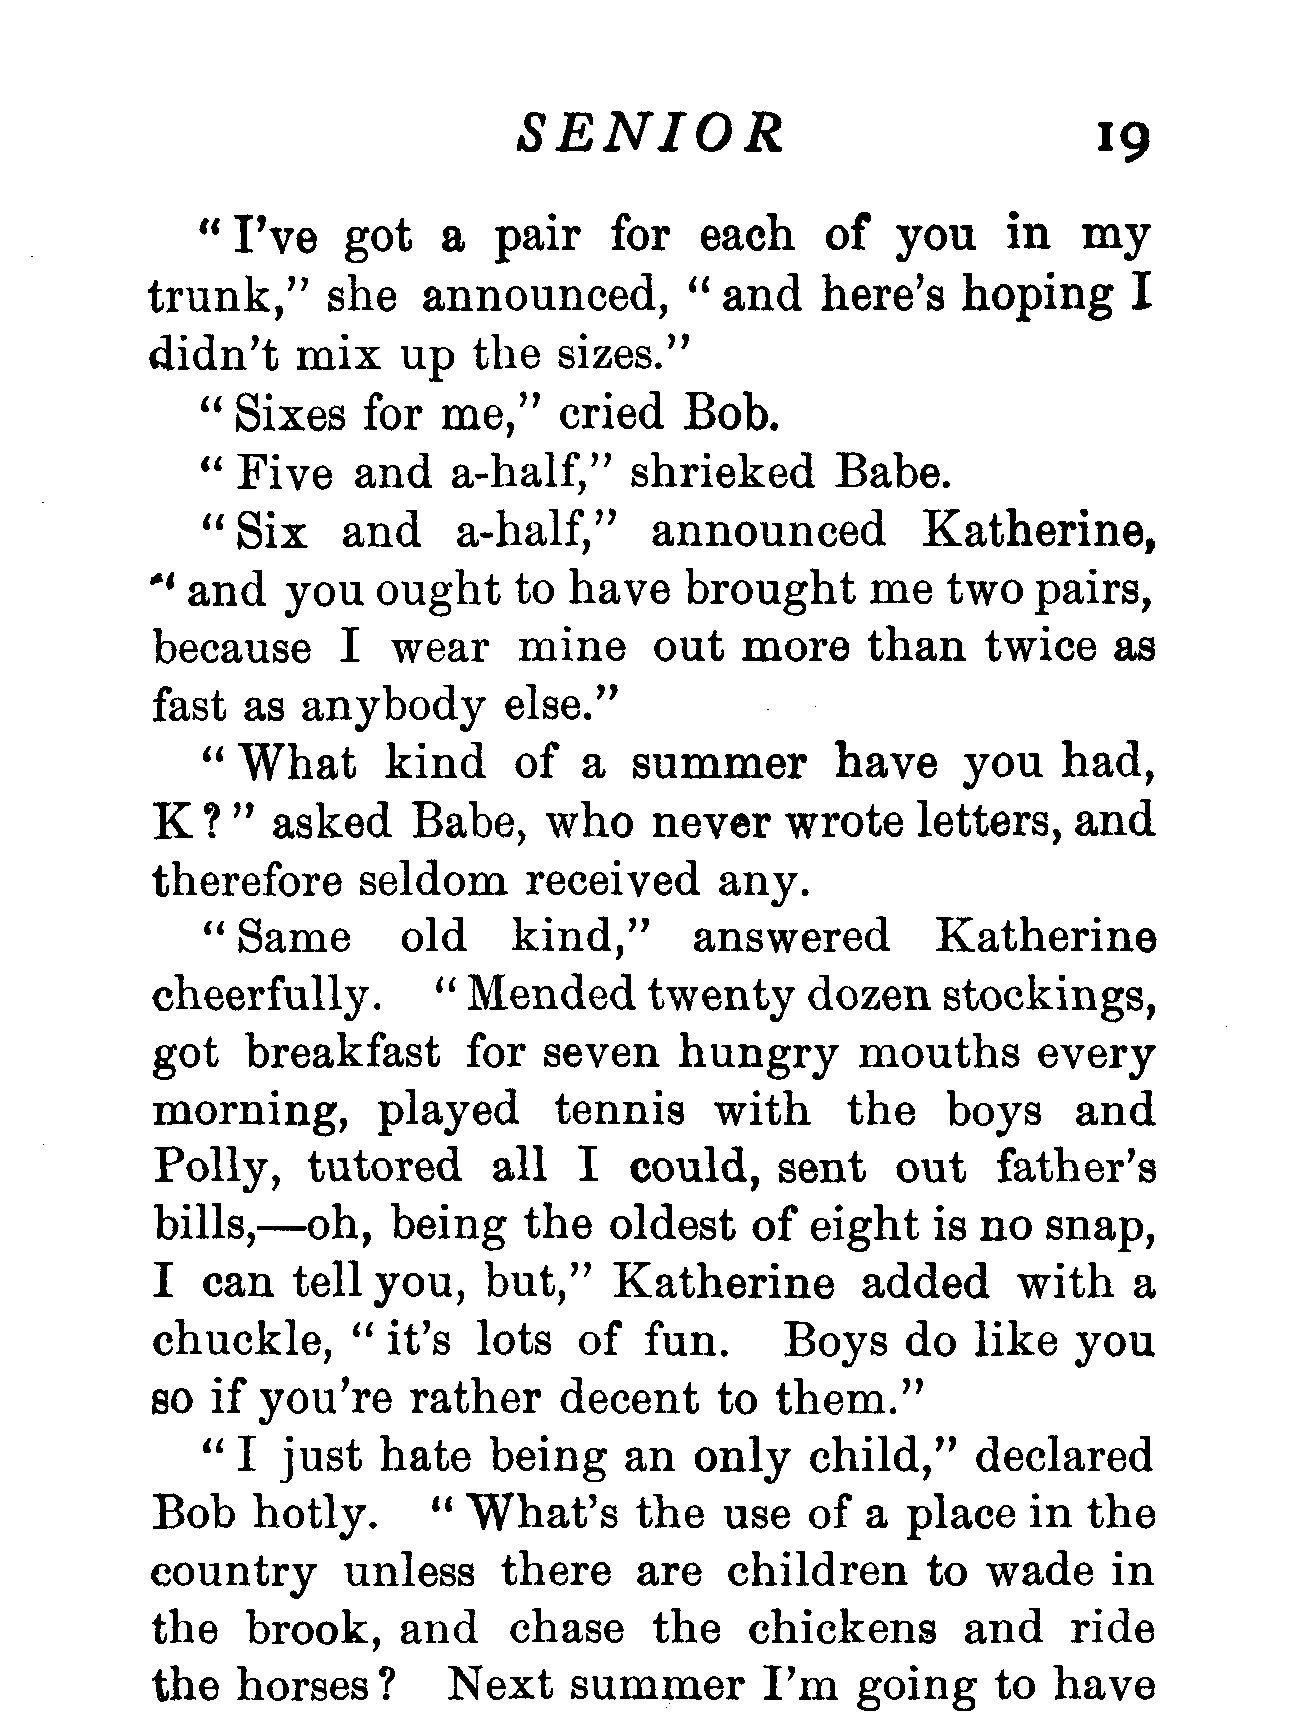 SENIOR 19
“I’ve got a pair for each of you in my
trunk,” she announced, “and here’s hoping I
didn’t mix up the sizes.”
“Sixes for me,” cried Bob.
“Five and a-half,” shrieked Babe.
“Six and a-half,” announced Katherine,
“and you ought to have brought me two pairs,
because I wear mine out more than twice as
fast as anybody else.”
“What kind of a summer have you had,
K?” asked Babe, who never wrote letters, and
therefore seldom received any.
“Same old kind,” answered Katherine
cheerfully. “Mended twenty dozen stockings,
got breakfast for seven hungry mouths every
morning, played tennis with the boys and
Polly, tutored all I could, sent out father’s
bills,—oh, being the oldest of eight is no snap,
I can tell you, but,” Katherine added with a
chuckle, “it’s lots of fun. Boys do like you
so if you’re rather decent to them.”
“I just hate being an only child,” declared
Bob hotly. “What’s the use of a place in the
country unless there are children to wade in
the brook, and chase the chickens and ride
the horses? Next summer I’m going to have